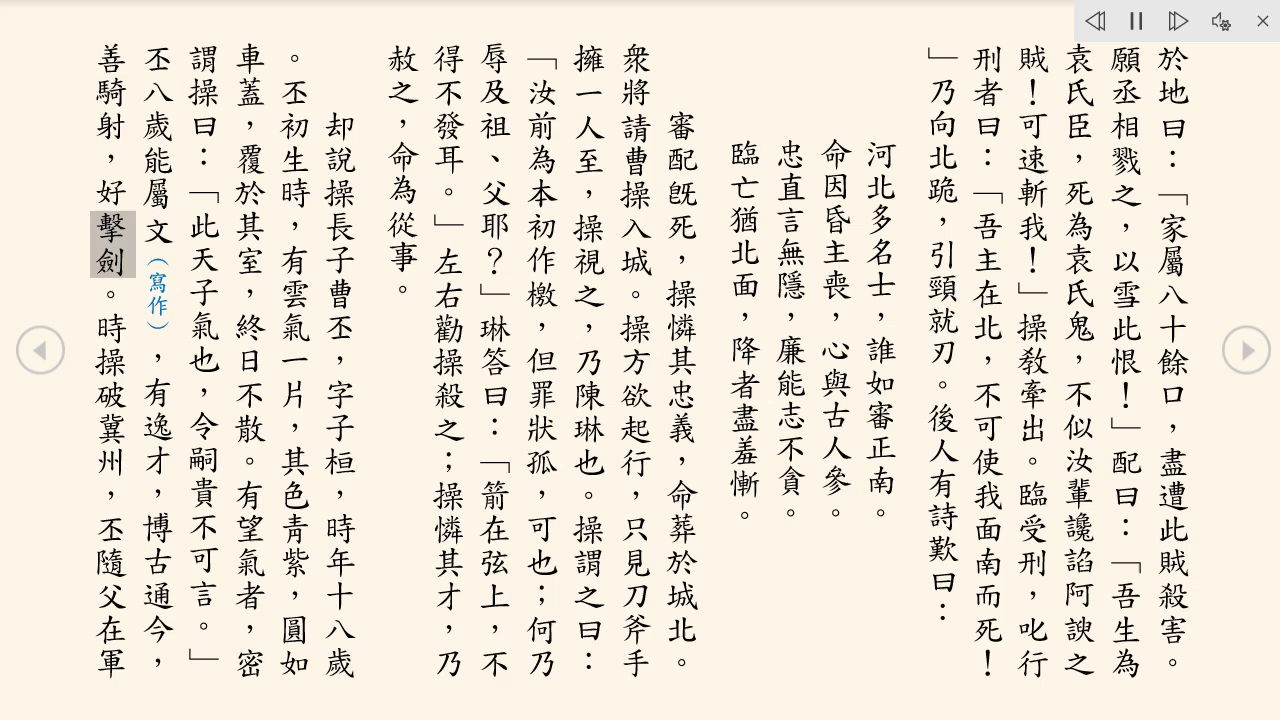 於地曰：「家屬八十餘口，盡遭此賊殺害。
願丞相戮之，以雪此恨！」配曰：「吾生為
袁氏臣，死為袁氏鬼，不似汝輩讒諂阿諛之
賊！可速斬我！」操教牽出。臨受刑，叱行
刑者曰：「吾主在北，不可使我面南而死！
」乃向北跪，引頸就刃。後人有詩歎曰：
河北多名士，誰如審正南。
命因昏主喪，心與古人參。
忠直言無隱，廉能志不貪。
臨亡猶北面，降者盡羞慚。
審配既死，操憐其忠義，命葬於城北。
眾將請曹操入城。操方欲起行，只見刀斧手
擁一人至，操視之，乃陳琳也。操謂之曰：
「汝前為本初作檄，但罪狀孤，可也；何乃
辱及祖、父耶？」琳答曰：「箭在弦上，不
得不發耳。」左右勸操殺之；操憐其才，乃
赦之，命為從事。
却說操長子曹丕，字子桓，時年十八歲
。丕初生時，有雲氣一片，其色青紫，圓如
車蓋，覆於其室，終日不散。有望氣者，密
謂操曰：「此天子氣也，令嗣貴不可言。」
丕八歲能屬文（寫作），有逸才，博古通今，
善騎射，好擊劍。時操破冀州，丕隨父在軍